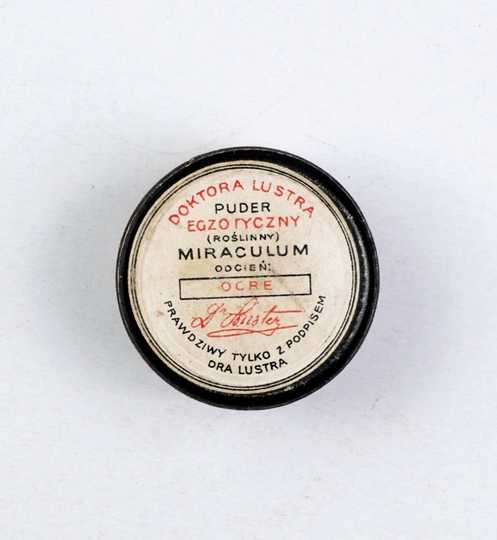 DOKTORA LUSTRA
PUDER
EGZOTYCZNY
(ROŚLINNY)
MIRACULUM
ODCIEŃ:
OCRE
Dr Luster
PRAWDZIWY TYLKO Z PODPISEM
DRA LUSTRA